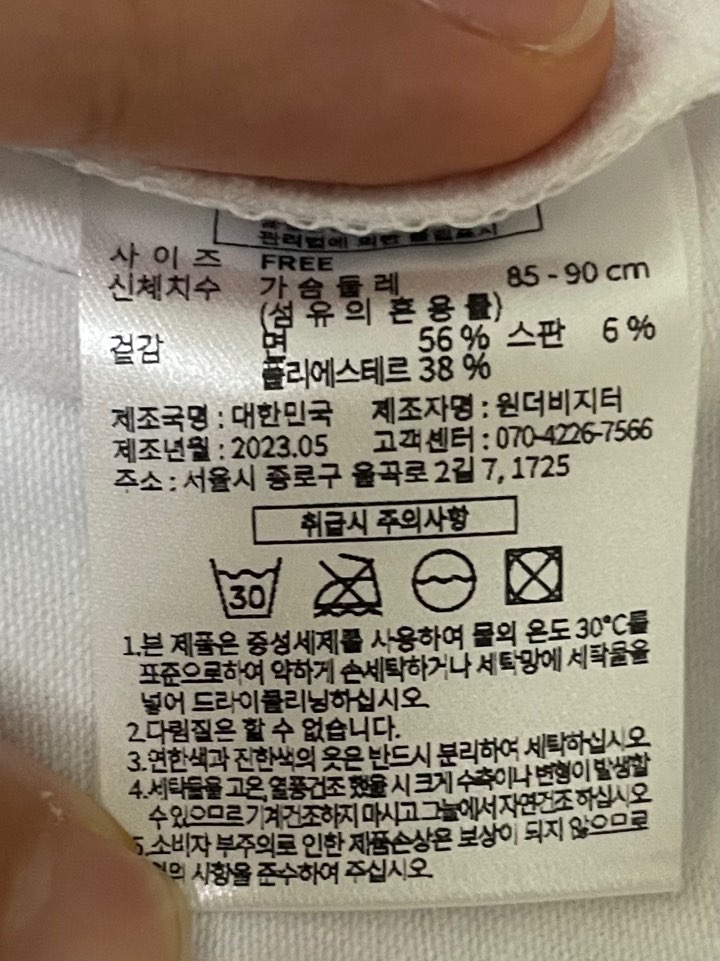 관리법에 의한 품질표시
사 이 즈 FREE
신체치수 가 슴 둘 레 85 - 90 cm
(섬 유 의 혼 용 률)
겉감 면 56 % 스판 6 %
폴리에스테르 38 %
제조국명 : 대한민국 제조자명 : 원더비지터
제조년월 : 2023.05 고객센터 : 070-4226-7566
주소 : 서울시 종로구 율곡로 2길 7, 1725
취급시 주의사항
30
1.본 제품은 중성세제를 사용하여 물의 온도 30°C를
표준으로하여 약하게 손세탁하거나 세탁망에 세탁물을
넣어 드라이클리닝하십시오
2.다림질은 할 수 없습니다.
3.연한색과 진한색의 옷은 반드시 분리하여 세탁하십시오
4.세탁물을 고온,열풍건조 했을 시 크게 수축이나 변형이 발생할
수 있으므로 기계건조하지 마시고 그늘에서 자연건조 하십시오
5.소비자 부주의로 인한 제품손상은 보상이 되지 않으므로
사항을 준수하여 주십시오